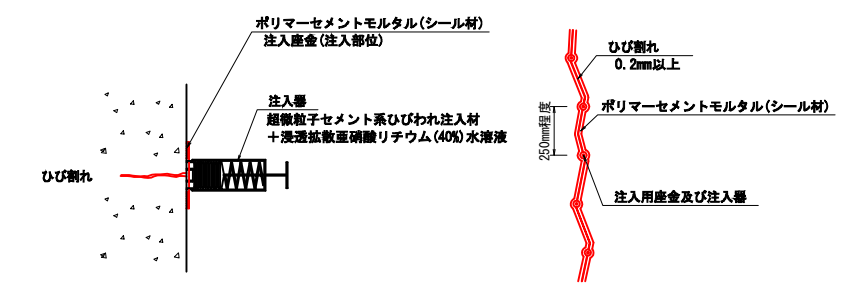 ポリマーセメントモルタル(シール材)
注入座金(注入部位)
注入器
超微粒子セメント系ひびわれ注入材
＋浸透拡散亜硝酸リチウム(40%)水溶液
ひび割れ
ひび割れ
0.2mm以上
ポリマーセメントモルタル(シール材)
250mm程度
注入用座金及び注入器